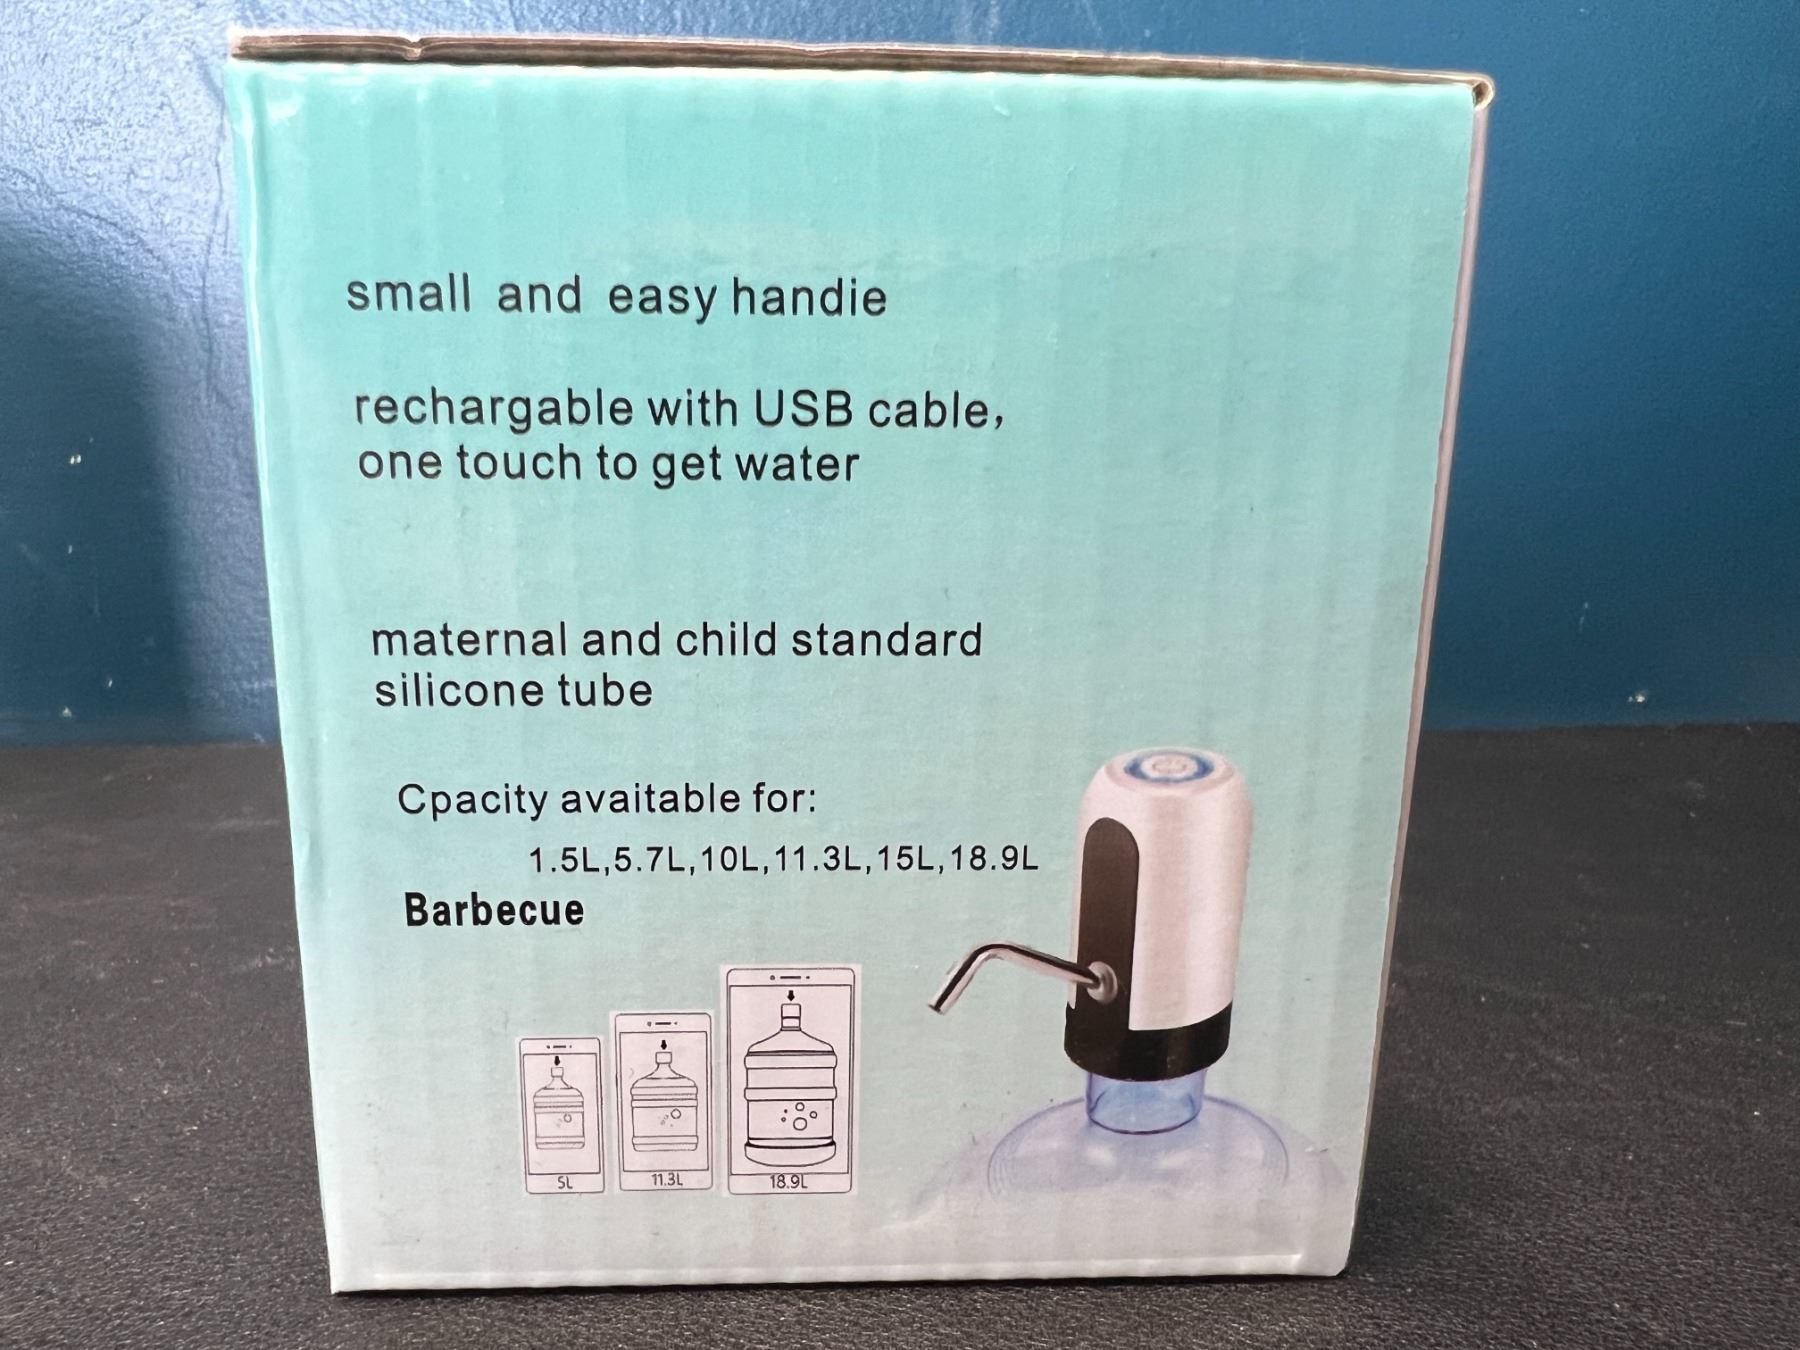 small and easy handie
rechargable with USB cable,
one touch to get water
maternal and child standard
silicone tube
Cpacity avaitable for:
1.5L,5.7L,10L,11.3L,15L,18.9L
Barbecue
5L
11.3L
18.9L